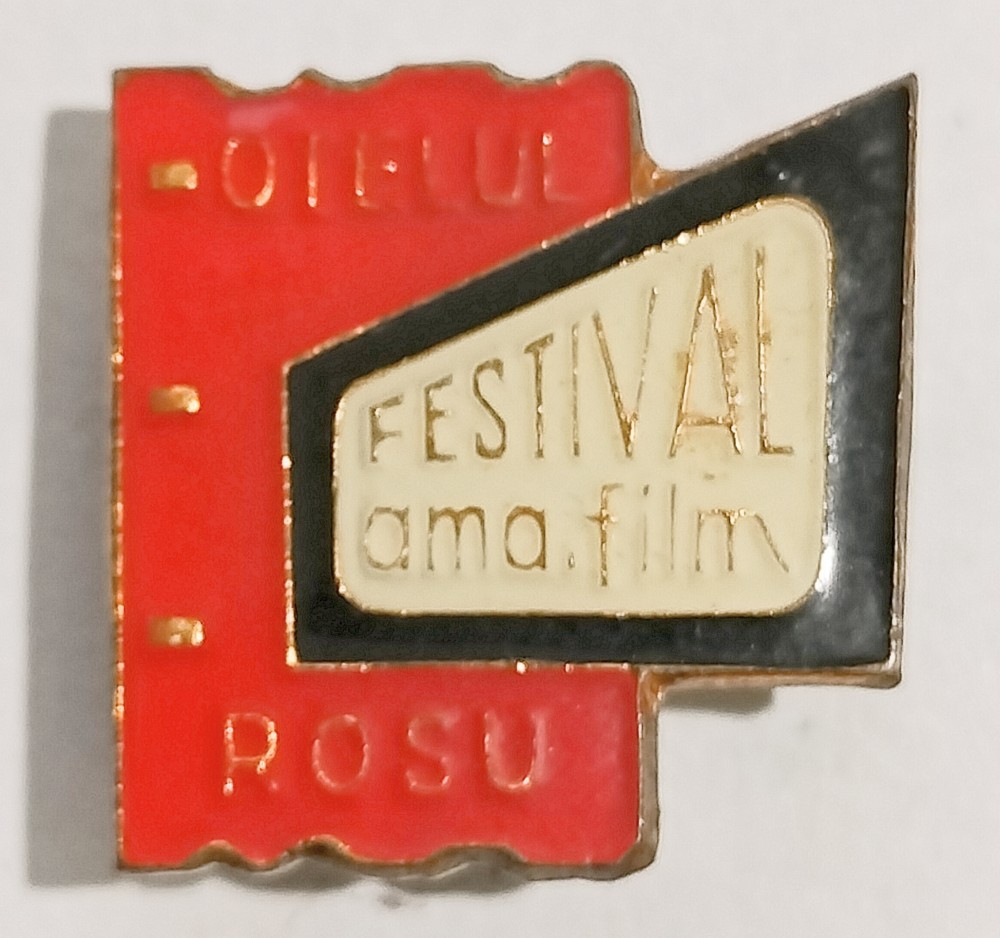 OTELUL
FESTIVAL
ama.film
ROSU